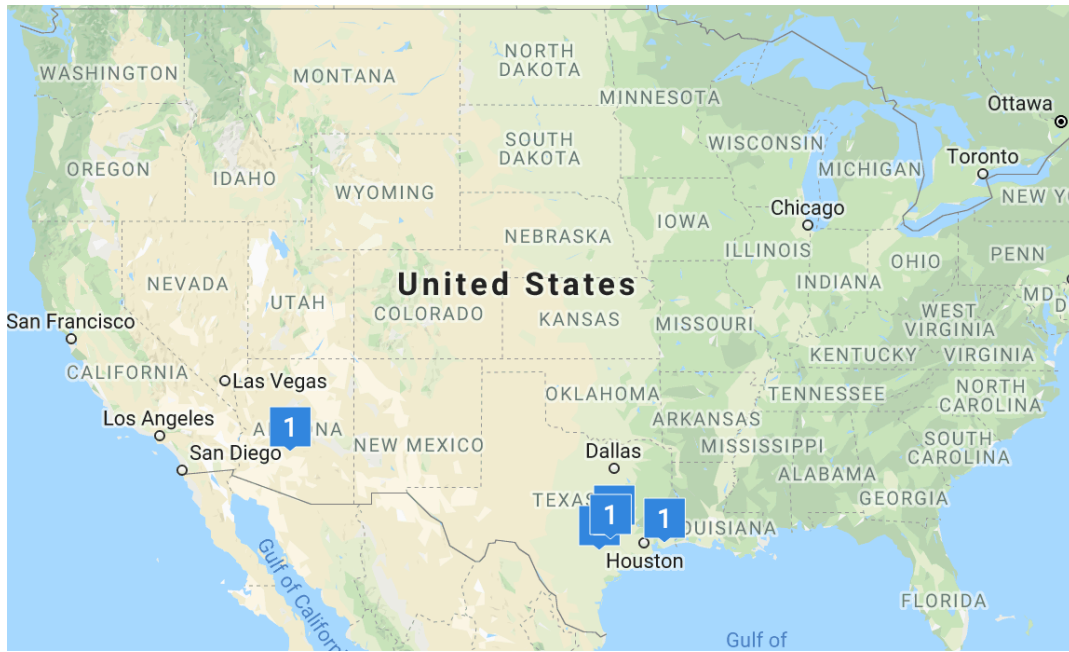 NORTH
DAKOTA
WASHINGTON
MONTANA
MINNESOTA
Ottawa
SOUTH
DAKOTA
WISCONSIN
Toronto
OREGON
IDAHO
MICHIGAN
WYOMING
NEW YO
Chicago
IOWA
NEBRASKA
ILLINOIS
OHIO
PENN
NEVADA
United States
INDIANA
UTAH
MD
D
COLORADO
KANSAS
MISSOURI
WEST
VIRGINIA
San Francisco
KENTUCKY
VIRGINIA
CALIFORNIA
Las Vegas
OKLAHOMA
TENNESSEE
NORTH
CAROLINA
Los Angeles
1
A
NA
ARKANSAS
NEW MEXICO
MISSISSIPPI
SOUTH
CAROLINA
San Diego
Dallas
ALABAMA
TEXAS
GEORGIA
1
1
OUISIANA
Houston
Gulf of Californ
FLORIDA
Gulf of